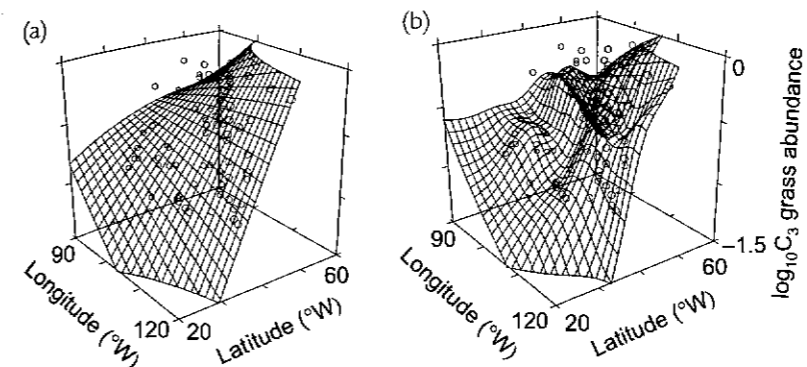 (a)
(b)
90
Longitude (°W)
120
20
Latitude (°W)
60
90
Longitude (°W)
120
20
Latitude (°W)
60
0
−1.5
log₁₀C₃ grass abundance